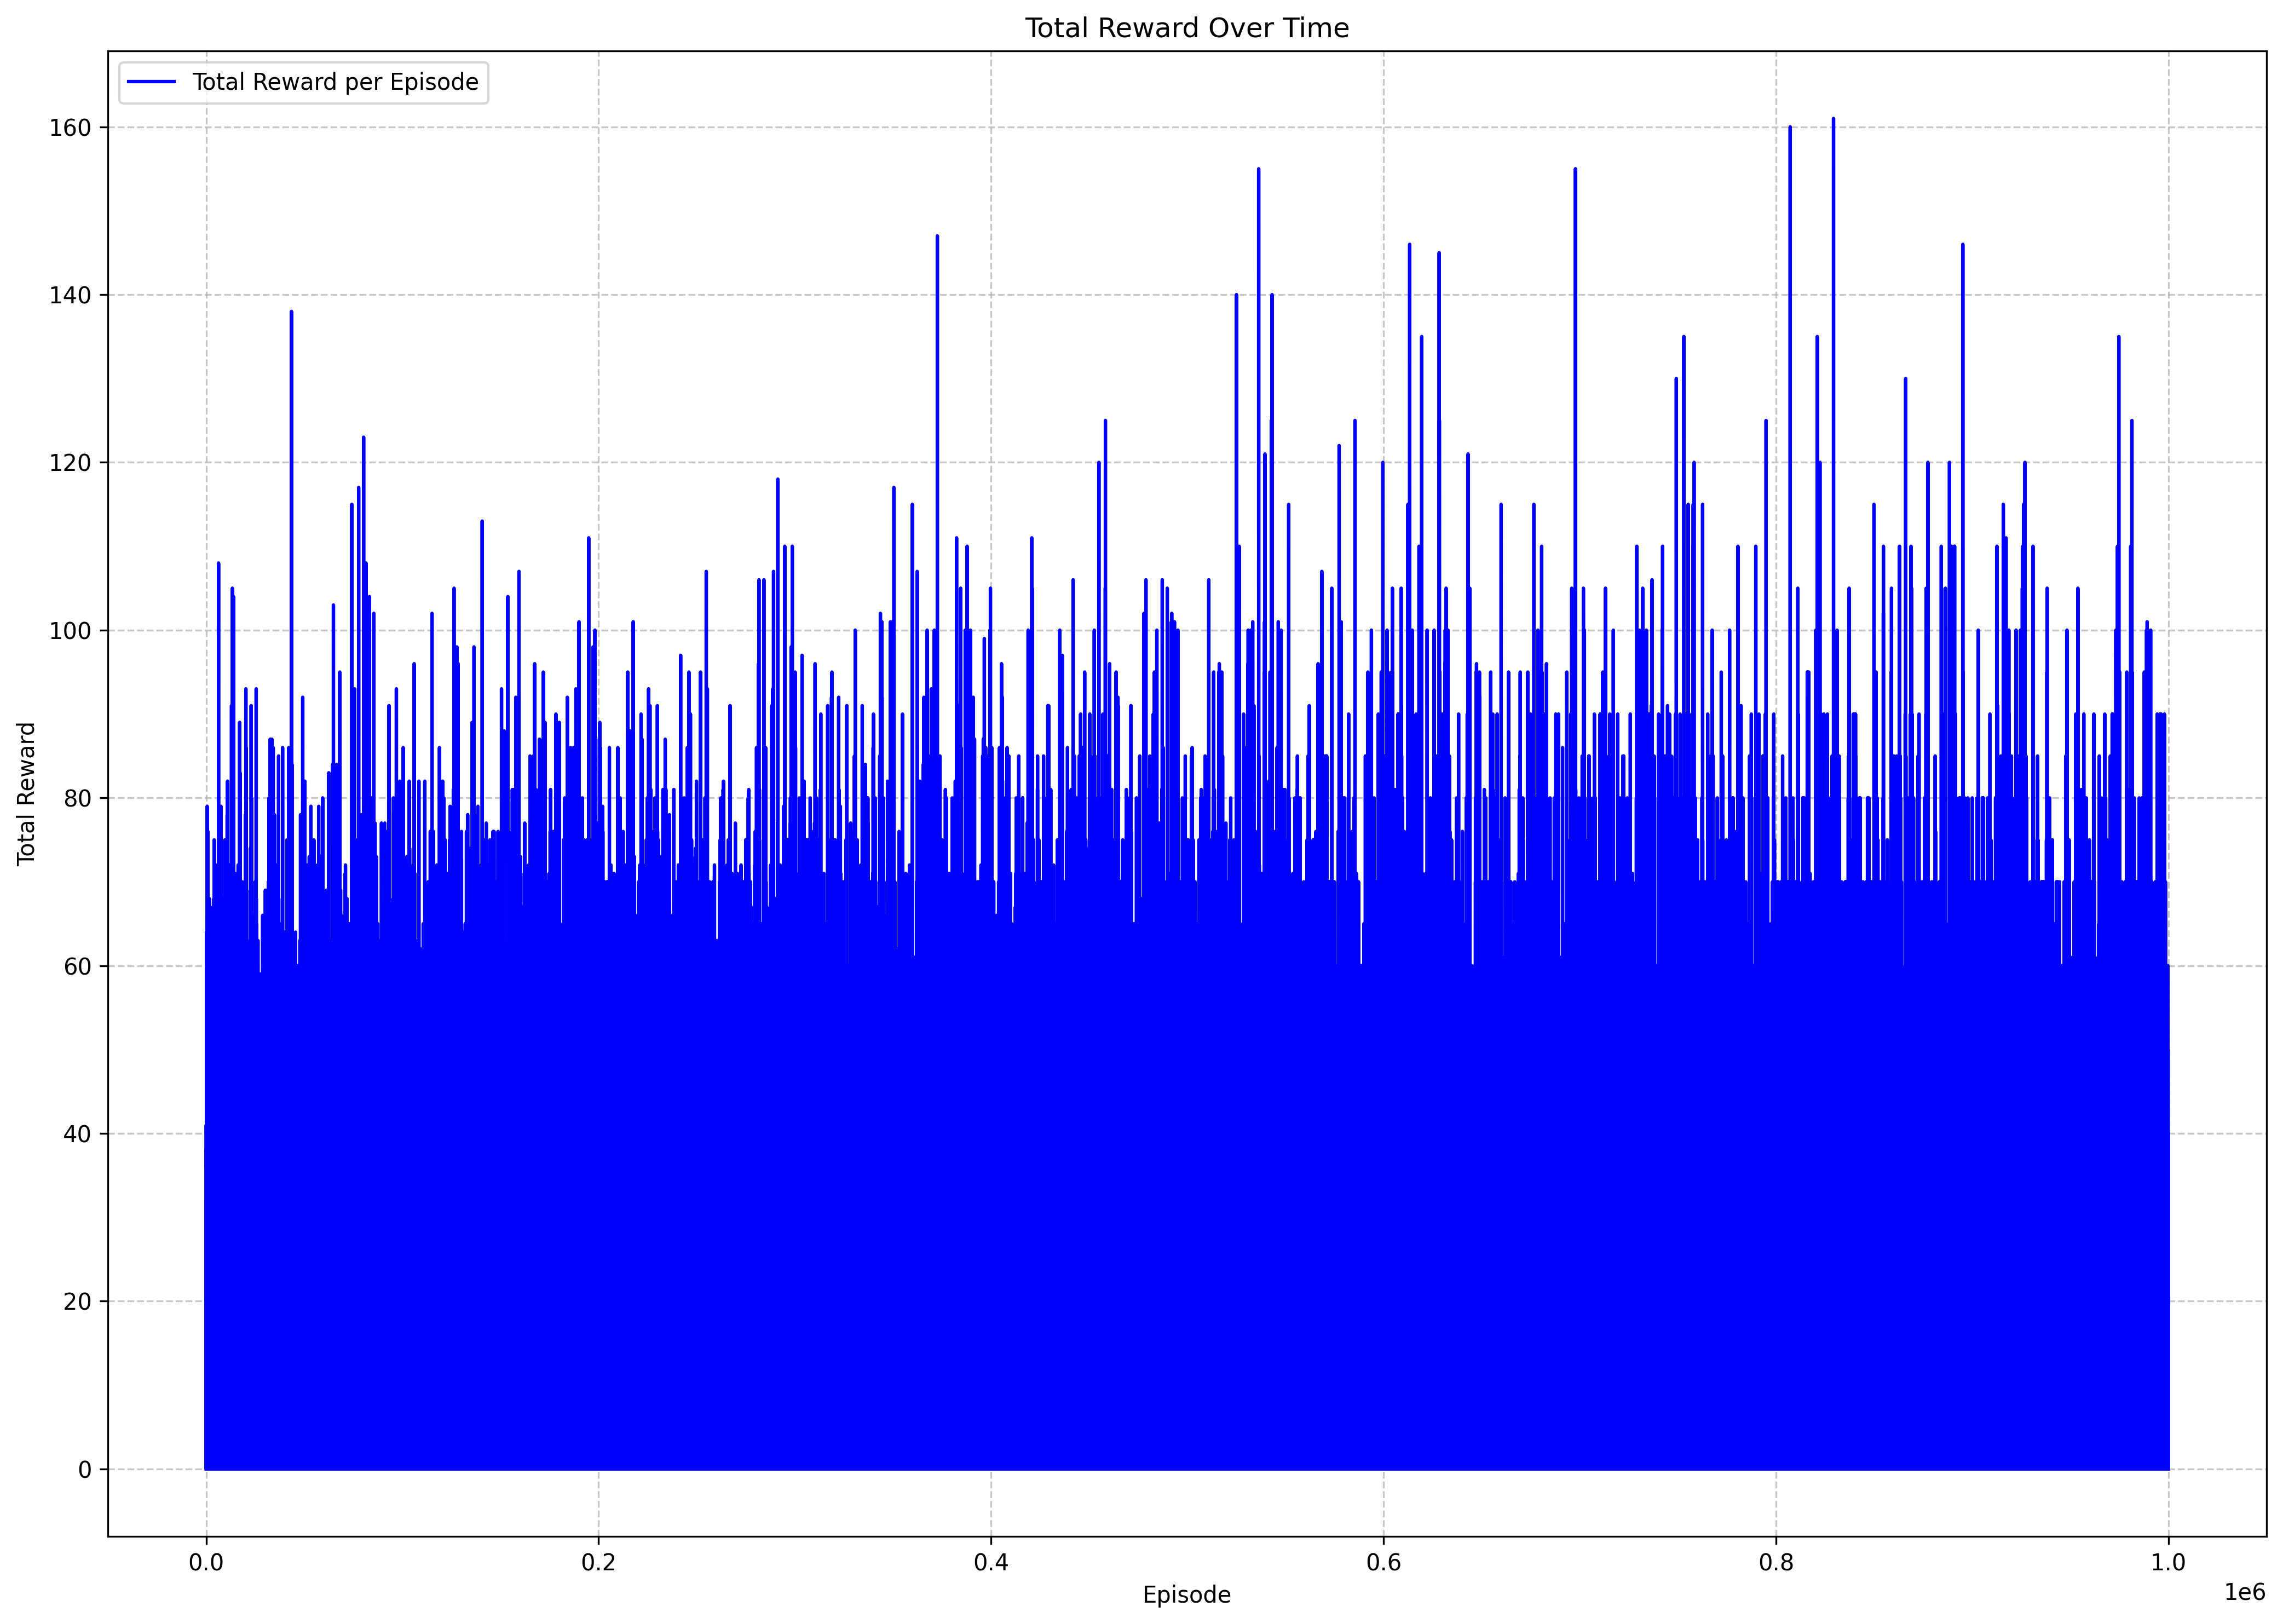 Total Reward Over Time
Total Reward per Episode
160
140
120
100
80
60
40
20
0
Total Reward
0.0 0.2 0.4 0.6 0.8 1.0
1e6
Episode